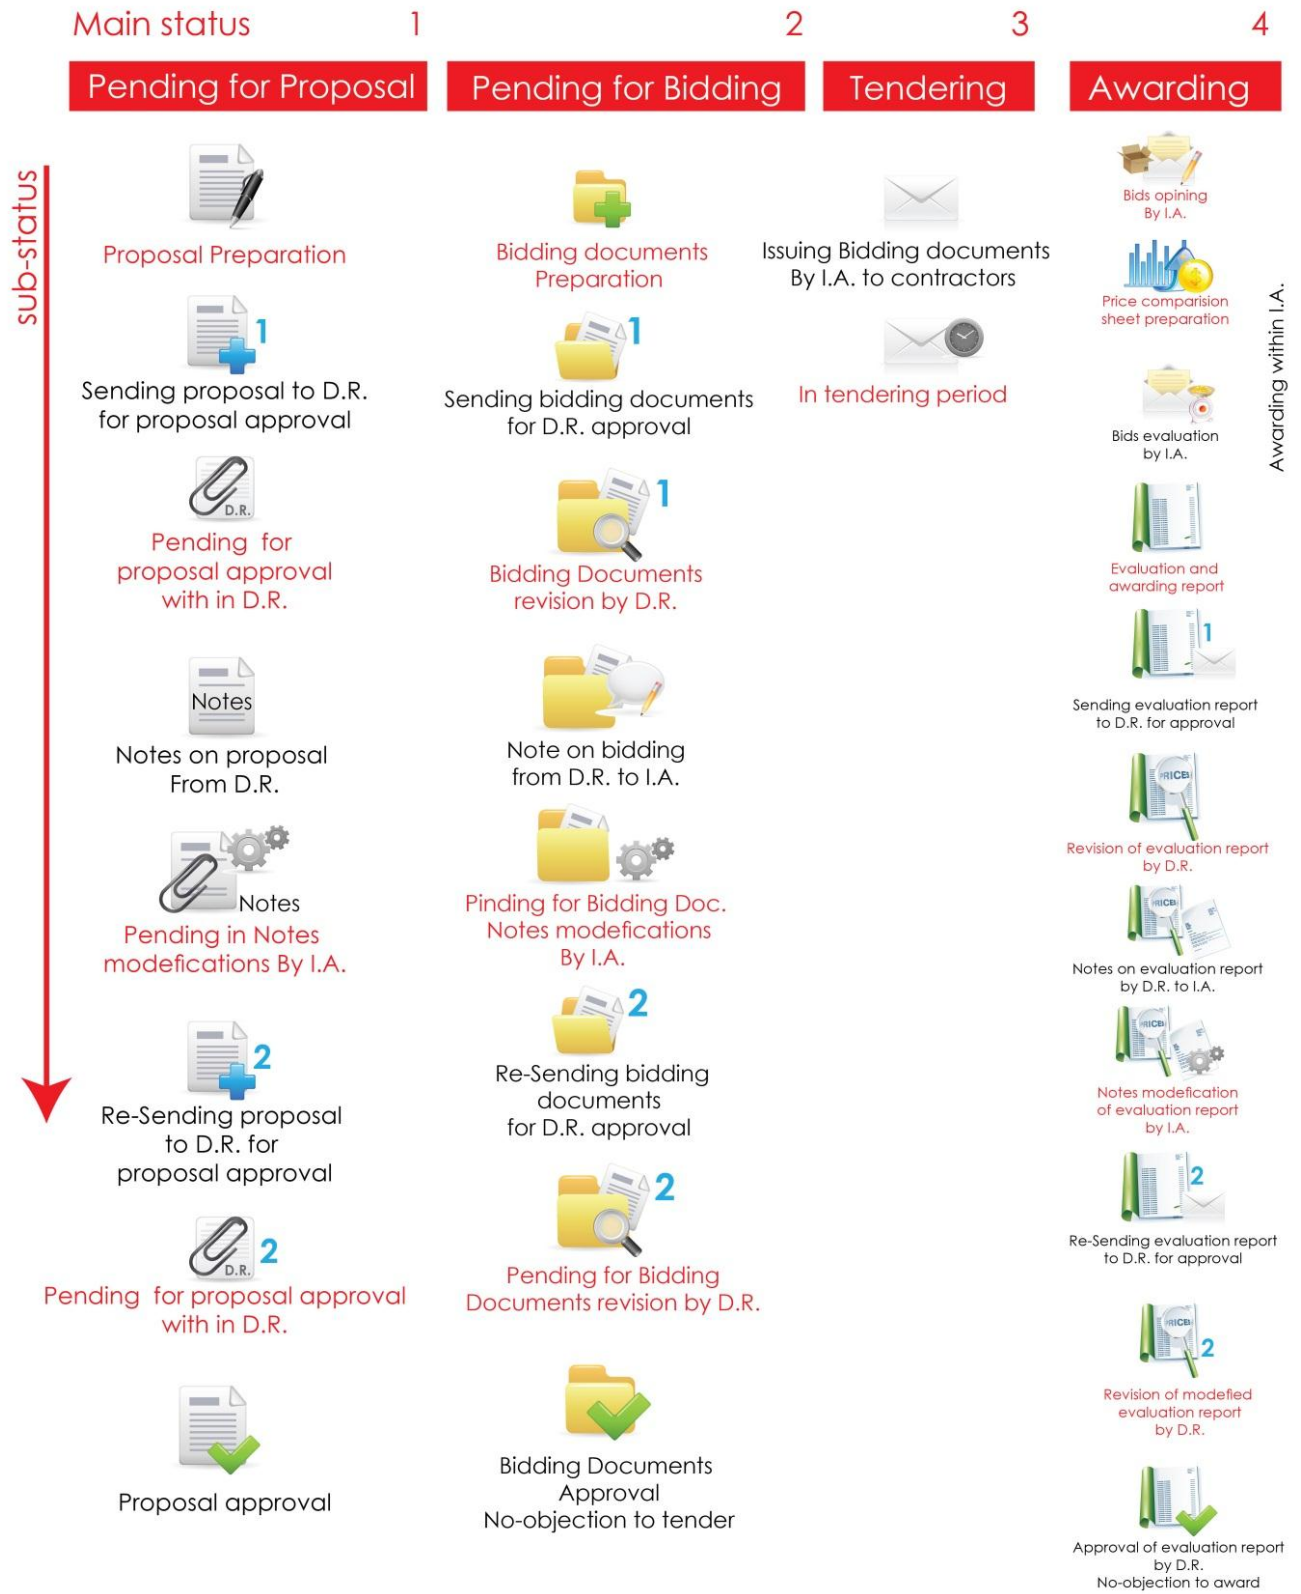 Main status 1 2 3 4
Pending for Proposal
Pending for Bidding
Tendering
Awarding
sub-status
Proposal Preparation
1
Sending proposal to D.R.
for proposal approval
D.R.
Pending for
proposal approval
with in D.R.
Notes
Notes on proposal
From D.R.
Notes
Pending in Notes
modefications By I.A.
2
Re-Sending proposal
to D.R. for
proposal approval
D.R.
2
Pending for proposal approval
with in D.R.
Proposal approval
Bidding documents
Preparation
1
Sending bidding documents
for D.R. approval
1
Bidding Documents
revision by D.R.
Note on bidding
from D.R. to I.A.
Pinding for Bidding Doc.
Notes modefications
By I.A.
2
Re-Sending bidding
documents
for D.R. approval
2
Pending for Bidding
Documents revision by D.R.
Bidding Documents
Approval
No-objection to tender
Issuing Bidding documents
By I.A. to contractors
In tendering period
Bids opining
By I.A.
Price comparision
sheet preparation
Bids evaluation
by I.A.
Evaluation and
awarding report
1
Sending evaluation report
to D.R. for approval
PRICE
Revision of evaluation report
by D.R.
PRICE
Notes on evaluation report
by D.R. to I.A.
PRICE
Notes modefication
of evaluation report
by I.A.
2
Re-Sending evaluation report
to D.R. for approval
PRICE
2
Revision of modefied
evaluation report
by D.R.
Approval of evaluation report
by D.R.
No-objection to award
Awarding within I.A.